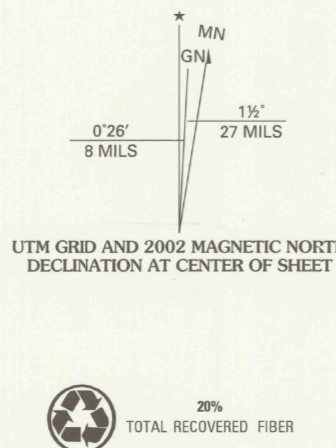 ★
MN
GN
1½°
27 MILS
0°26′
8 MILS
UTM GRID AND 2002 MAGNETIC NORT
DECLINATION AT CENTER OF SHEET
20%
TOTAL RECOVERED FIBER